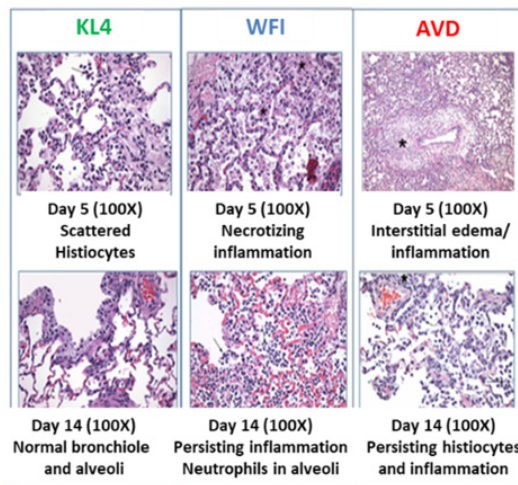 KL4
WFI
AVD
*
*
*
Day 5 (100X)
Scattered
Histiocytes
Day 5 (100X)
Necrotizing
inflammation
Day 5 (100X)
Interstitial edema/
inflammation
*
Day 14 (100X)
Normal bronchiole
and alveoli
Day 14 (100X)
Persisting inflammation
Neutrophils in alveoli
Day 14 (100X)
Persisting histiocytes
and inflammation